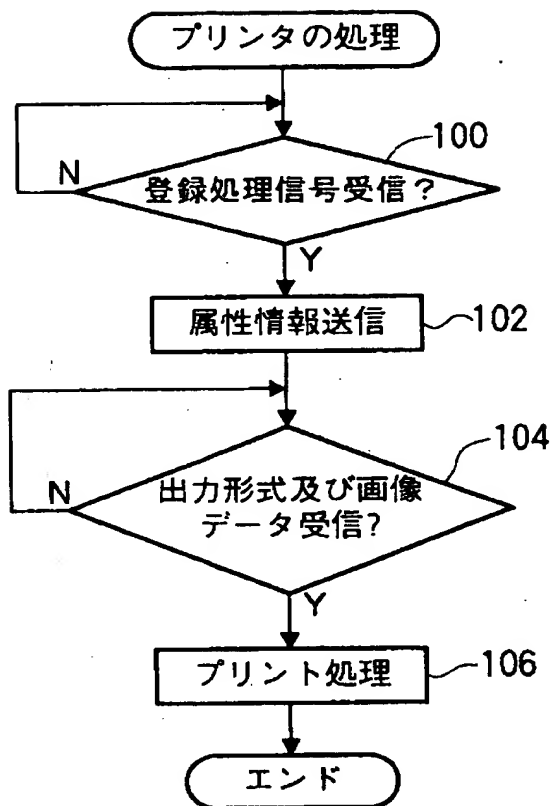 プリンタの処理
100
N
登録処理信号受信?
Y
属性情報送信
102
104
N
出力形式及び画像
データ受信?
Y
プリント処理
106
エンド